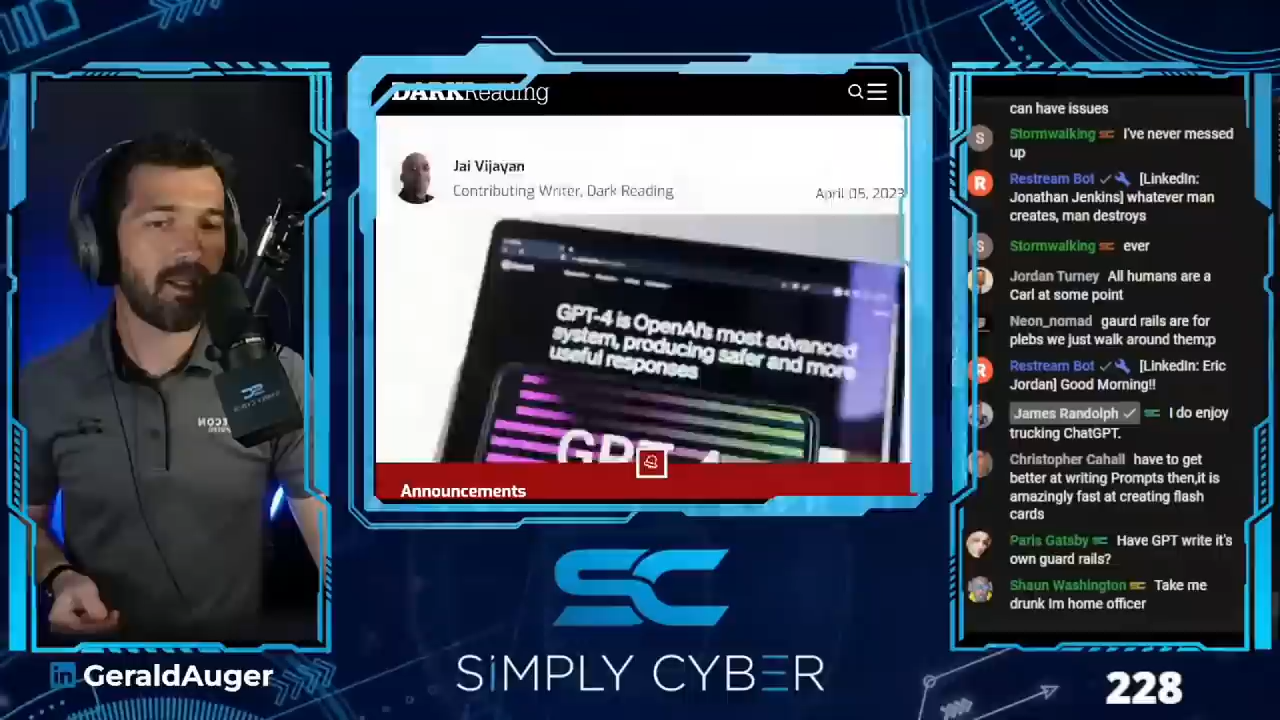 DARKReading
Jai Vijayan
Contributing Writer, Dark Reading
April 05, 2023
GPT-4 is OpenAI's most advanced
system, producing safer and more
useful responses
GPT-4
Announcements
SC
SIMPLY CYBER
GeraldAuger
can have issues
S
Stormwalking I've never messed
up
R
Restream Bot [LinkedIn:
Jonathan Jenkins] whatever man
creates, man destroys
S
Stormwalking ever
Jordan Turney All humans are a
Carl at some point
Neon_nomad gaurd rails are for
plebs we just walk around them;p
R
Restream Bot [LinkedIn: Eric
Jordan] Good Morning!!
James Randolph I do enjoy
trucking ChatGPT.
Christopher Cahall have to get
better at writing Prompts then,it is
amazingly fast at creating flash
cards
Paris Gatsby Have GPT write it's
own guard rails?
Shaun Washington Take me
drunk Im home officer
228